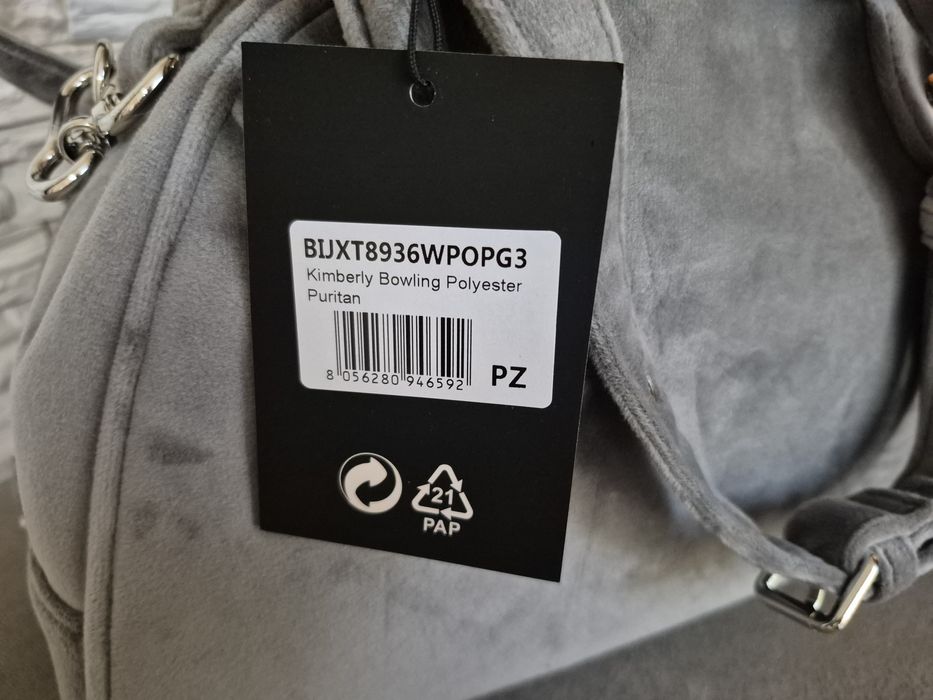 BIJXT8936WPOPG3
Kimberly Bowling Polyester
Puritan
8 056280 946592
PZ
21
PAP